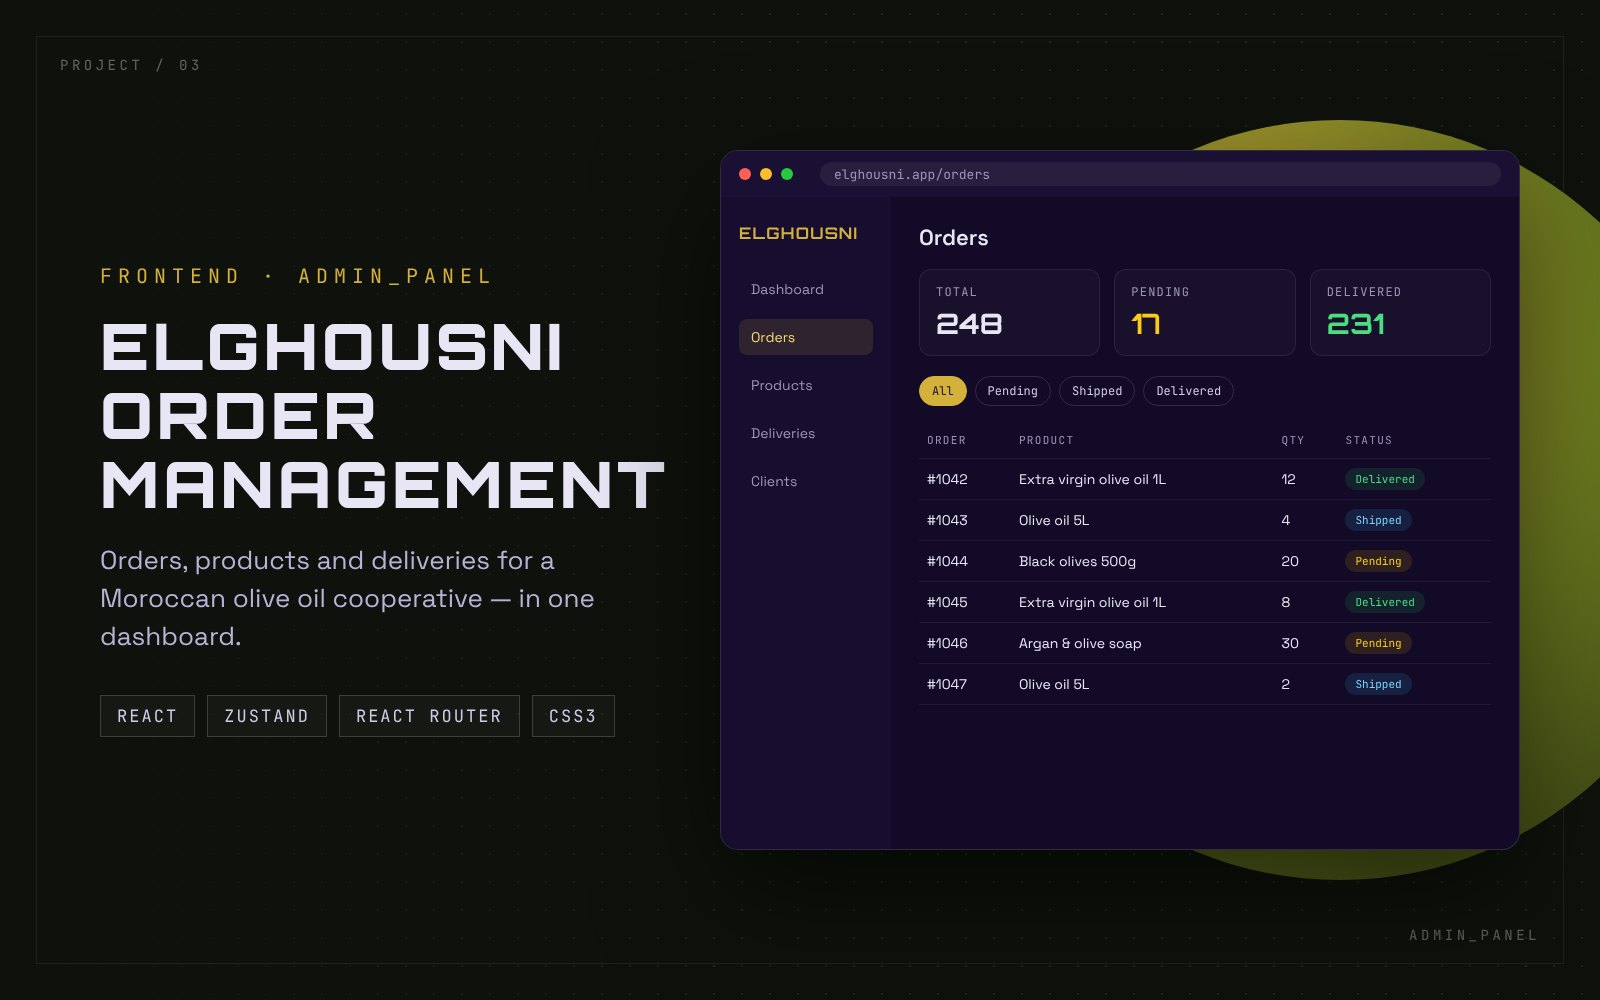 PROJECT / 03
FRONTEND · ADMIN_PANEL
ELGHOUSNI
ORDER
MANAGEMENT
Orders, products and deliveries for a
Moroccan olive oil cooperative — in one
dashboard.
REACT ZUSTAND REACT ROUTER CSS3
elghousni.app/orders
ELGHOUSNI
Dashboard
Orders
Products
Deliveries
Clients
Orders
TOTAL PENDING DELIVERED
248 17 231
All Pending Shipped Delivered
ORDER PRODUCT QTY STATUS
#1042 Extra virgin olive oil 1L 12 Delivered
#1043 Olive oil 5L 4 Shipped
#1044 Black olives 500g 20 Pending
#1045 Extra virgin olive oil 1L 8 Delivered
#1046 Argan & olive soap 30 Pending
#1047 Olive oil 5L 2 Shipped
ADMIN_PANEL